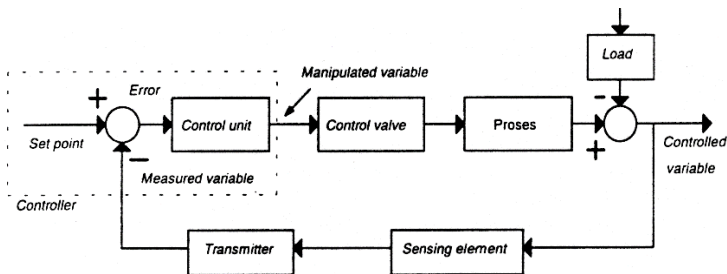 Load
Manipulated variable
Error
+
-
Set point
Control unit
Control valve
Proses
+
Controlled
variable
−
Measured variable
Controller
Transmitter
Sensing element